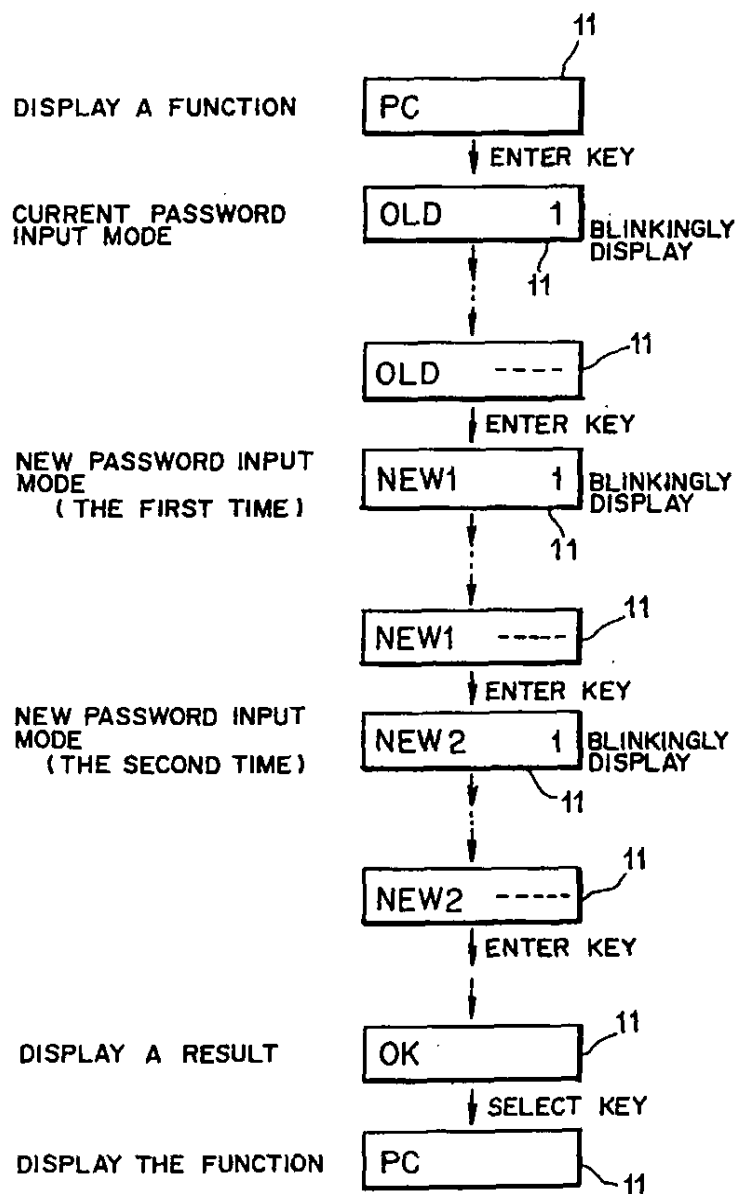 11
DISPLAY A FUNCTION PC
ENTER KEY
CURRENT PASSWORD
INPUT MODE
OLD 1
BLINKINGLY
DISPLAY
11
OLD -----
11
ENTER KEY
NEW PASSWORD INPUT
MODE
(THE FIRST TIME)
NEW1 1
BLINKINGLY
DISPLAY
11
NEW1 -----
11
ENTER KEY
NEW PASSWORD INPUT
MODE
(THE SECOND TIME)
NEW2 1
BLINKINGLY
DISPLAY
11
NEW2 -----
11
ENTER KEY
DISPLAY A RESULT OK
11
SELECT KEY
DISPLAY THE FUNCTION PC
11